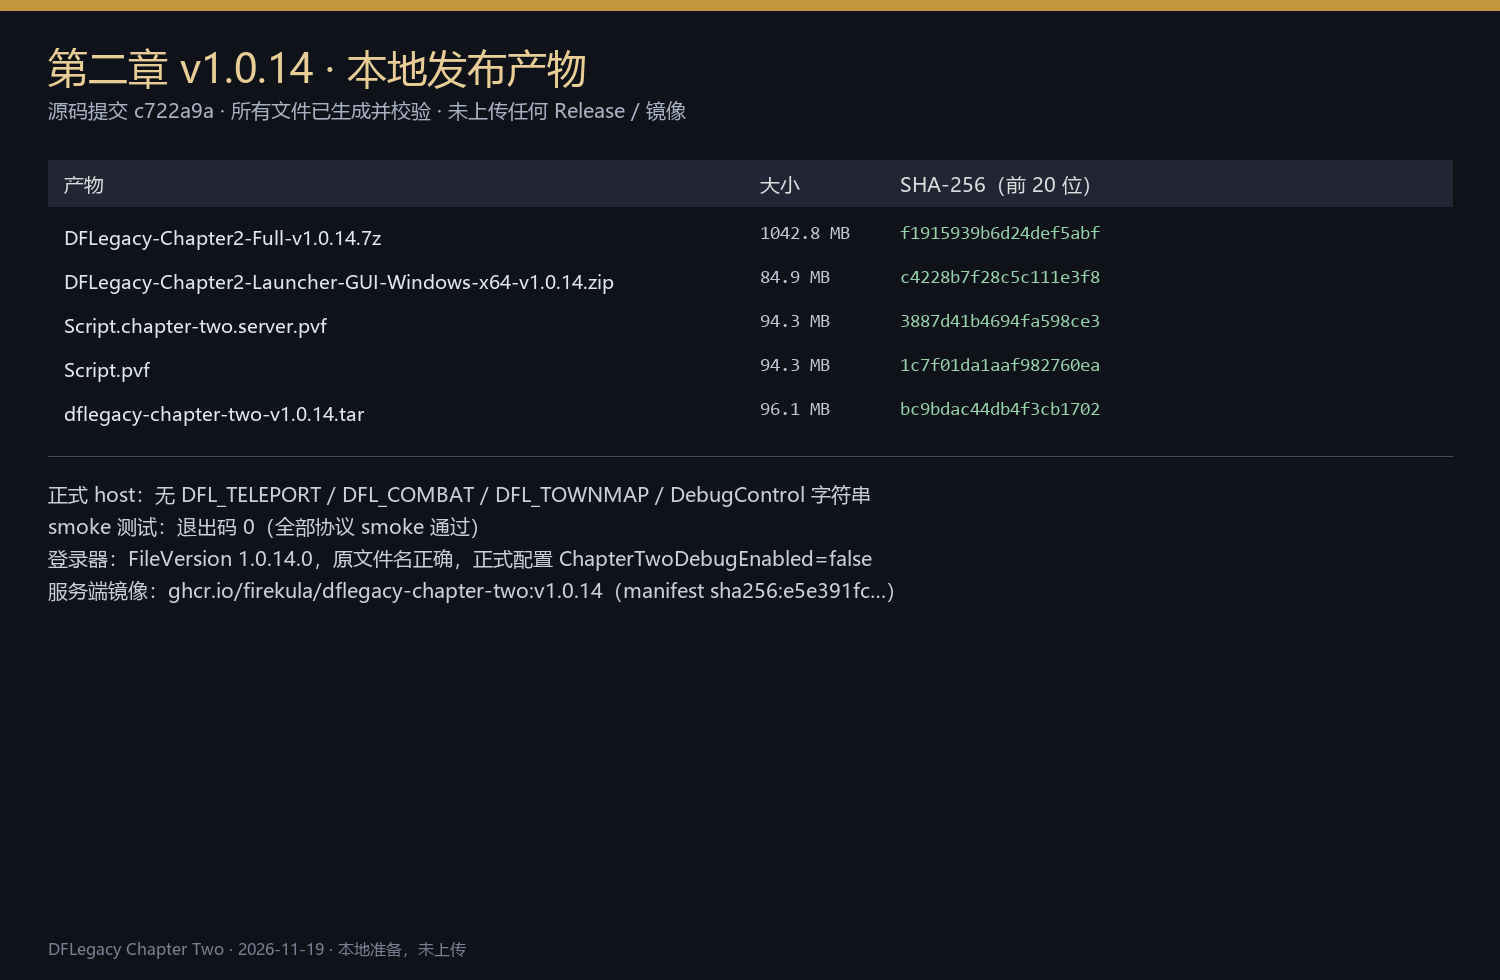 第二章 v1.0.14 · 本地发布产物
源码提交 c722a9a · 所有文件已生成并校验 · 未上传任何 Release / 镜像
产物 大小 SHA-256（前 20 位）
DFLegacy-Chapter2-Full-v1.0.14.7z 1042.8 MB f1915939b6d24def5abf
DFLegacy-Chapter2-Launcher-GUI-Windows-x64-v1.0.14.zip 84.9 MB c4228b7f28c5c111e3f8
Script.chapter-two.server.pvf 94.3 MB 3887d41b4694fa598ce3
Script.pvf 94.3 MB 1c7f01da1aaf982760ea
dflegacy-chapter-two-v1.0.14.tar 96.1 MB bc9bdac44db4f3cb1702
正式 host：无 DFL_TELEPORT / DFL_COMBAT / DFL_TOWNMAP / DebugControl 字符串
smoke 测试：退出码 0（全部协议 smoke 通过）
登录器：FileVersion 1.0.14.0，原文件名正确，正式配置 ChapterTwoDebugEnabled=false
服务端镜像：ghcr.io/firekula/dflegacy-chapter-two:v1.0.14（manifest sha256:e5e391fc…）
DFLegacy Chapter Two · 2026-11-19 · 本地准备，未上传